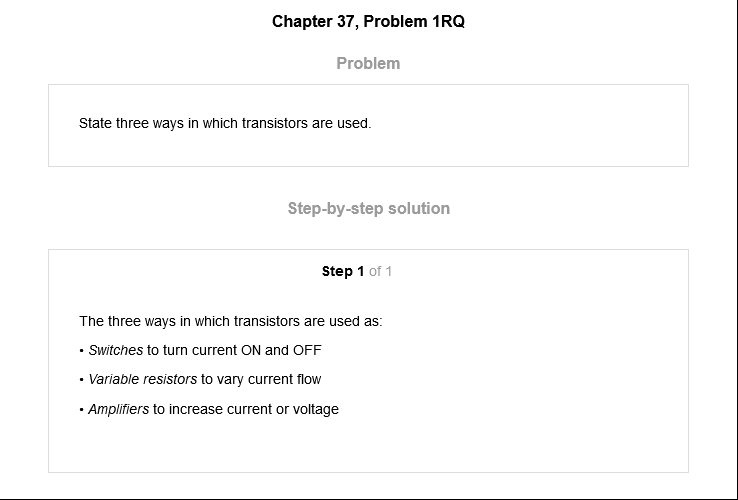 Chapter 37, Problem 1RQ
Problem
State three ways in which transistors are used.
Step-by-step solution
Step 1 of 1
The three ways in which transistors are used as:
• Switches to turn current ON and OFF
• Variable resistors to vary current flow
• Amplifiers to increase current or voltage